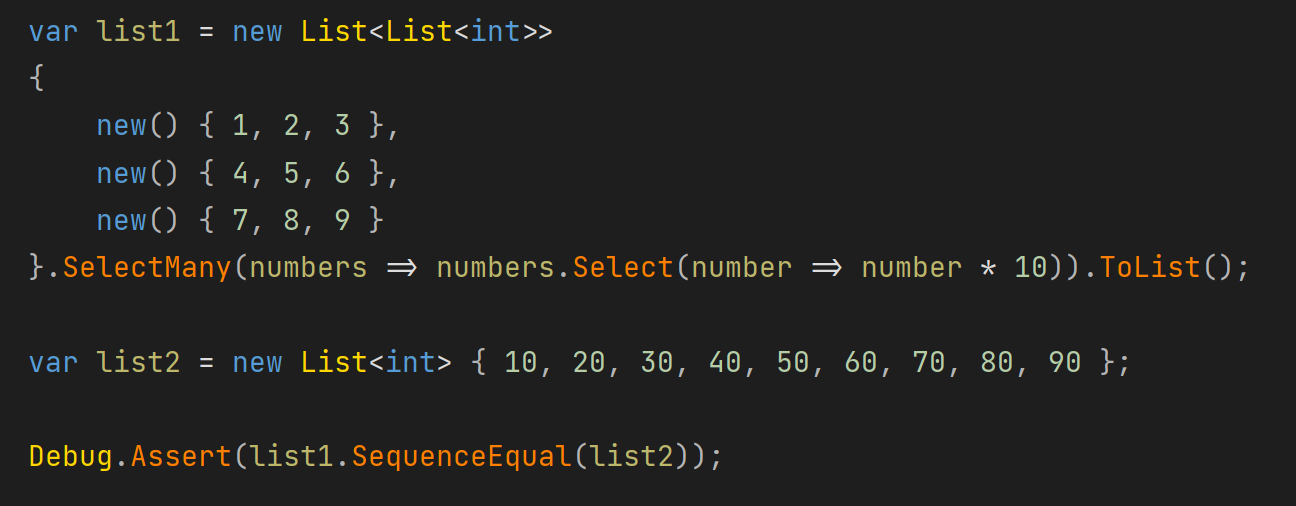 var list1 = new List<List<int>>
{
    new() { 1, 2, 3 },
    new() { 4, 5, 6 },
    new() { 7, 8, 9 }
}.SelectMany(numbers => numbers.Select(number => number * 10)).ToList();

var list2 = new List<int> { 10, 20, 30, 40, 50, 60, 70, 80, 90 };

Debug.Assert(list1.SequenceEqual(list2));